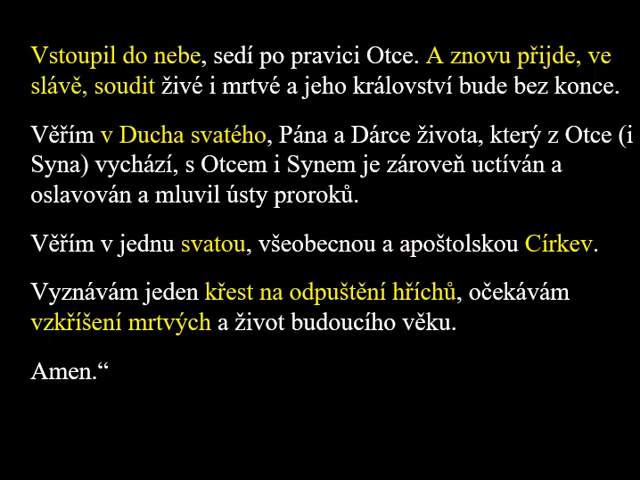 Vstoupil do nebe, sedí po pravici Otce. A znovu přijde, ve
slávě, soudit živé i mrtvé a jeho království bude bez konce.
Věřím v Ducha svatého, Pána a Dárce života, který z Otce (i
Syna) vychází, s Otcem i Synem je zároveň uctíván a
oslavován a mluvil ústy proroků.
Věřím v jednu svatou, všeobecnou a apoštolskou Církev.
Vyznávám jeden křest na odpuštění hříchů, očekávám
vzkříšení mrtvých a život budoucího věku.
Amen.“